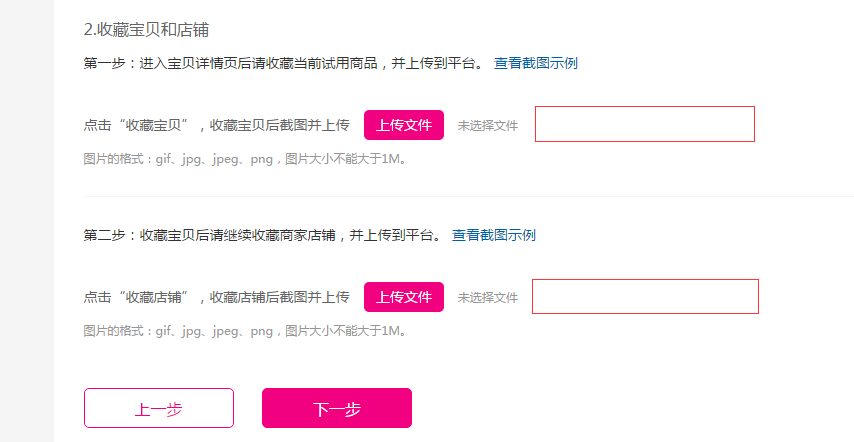 2.收藏宝贝和店铺
第一步：进入宝贝详情页后请收藏当前试用商品，并上传到平台。 查看截图示例
点击“收藏宝贝”，收藏宝贝后截图并上传 上传文件 未选择文件
图片的格式：gif、jpg、jpeg、png，图片大小不能大于1M。
第二步：收藏宝贝后请继续收藏商家店铺，并上传到平台。 查看截图示例
点击“收藏店铺”，收藏店铺后截图并上传 上传文件 未选择文件
图片的格式：gif、jpg、jpeg、png，图片大小不能大于1M。
上一步 下一步